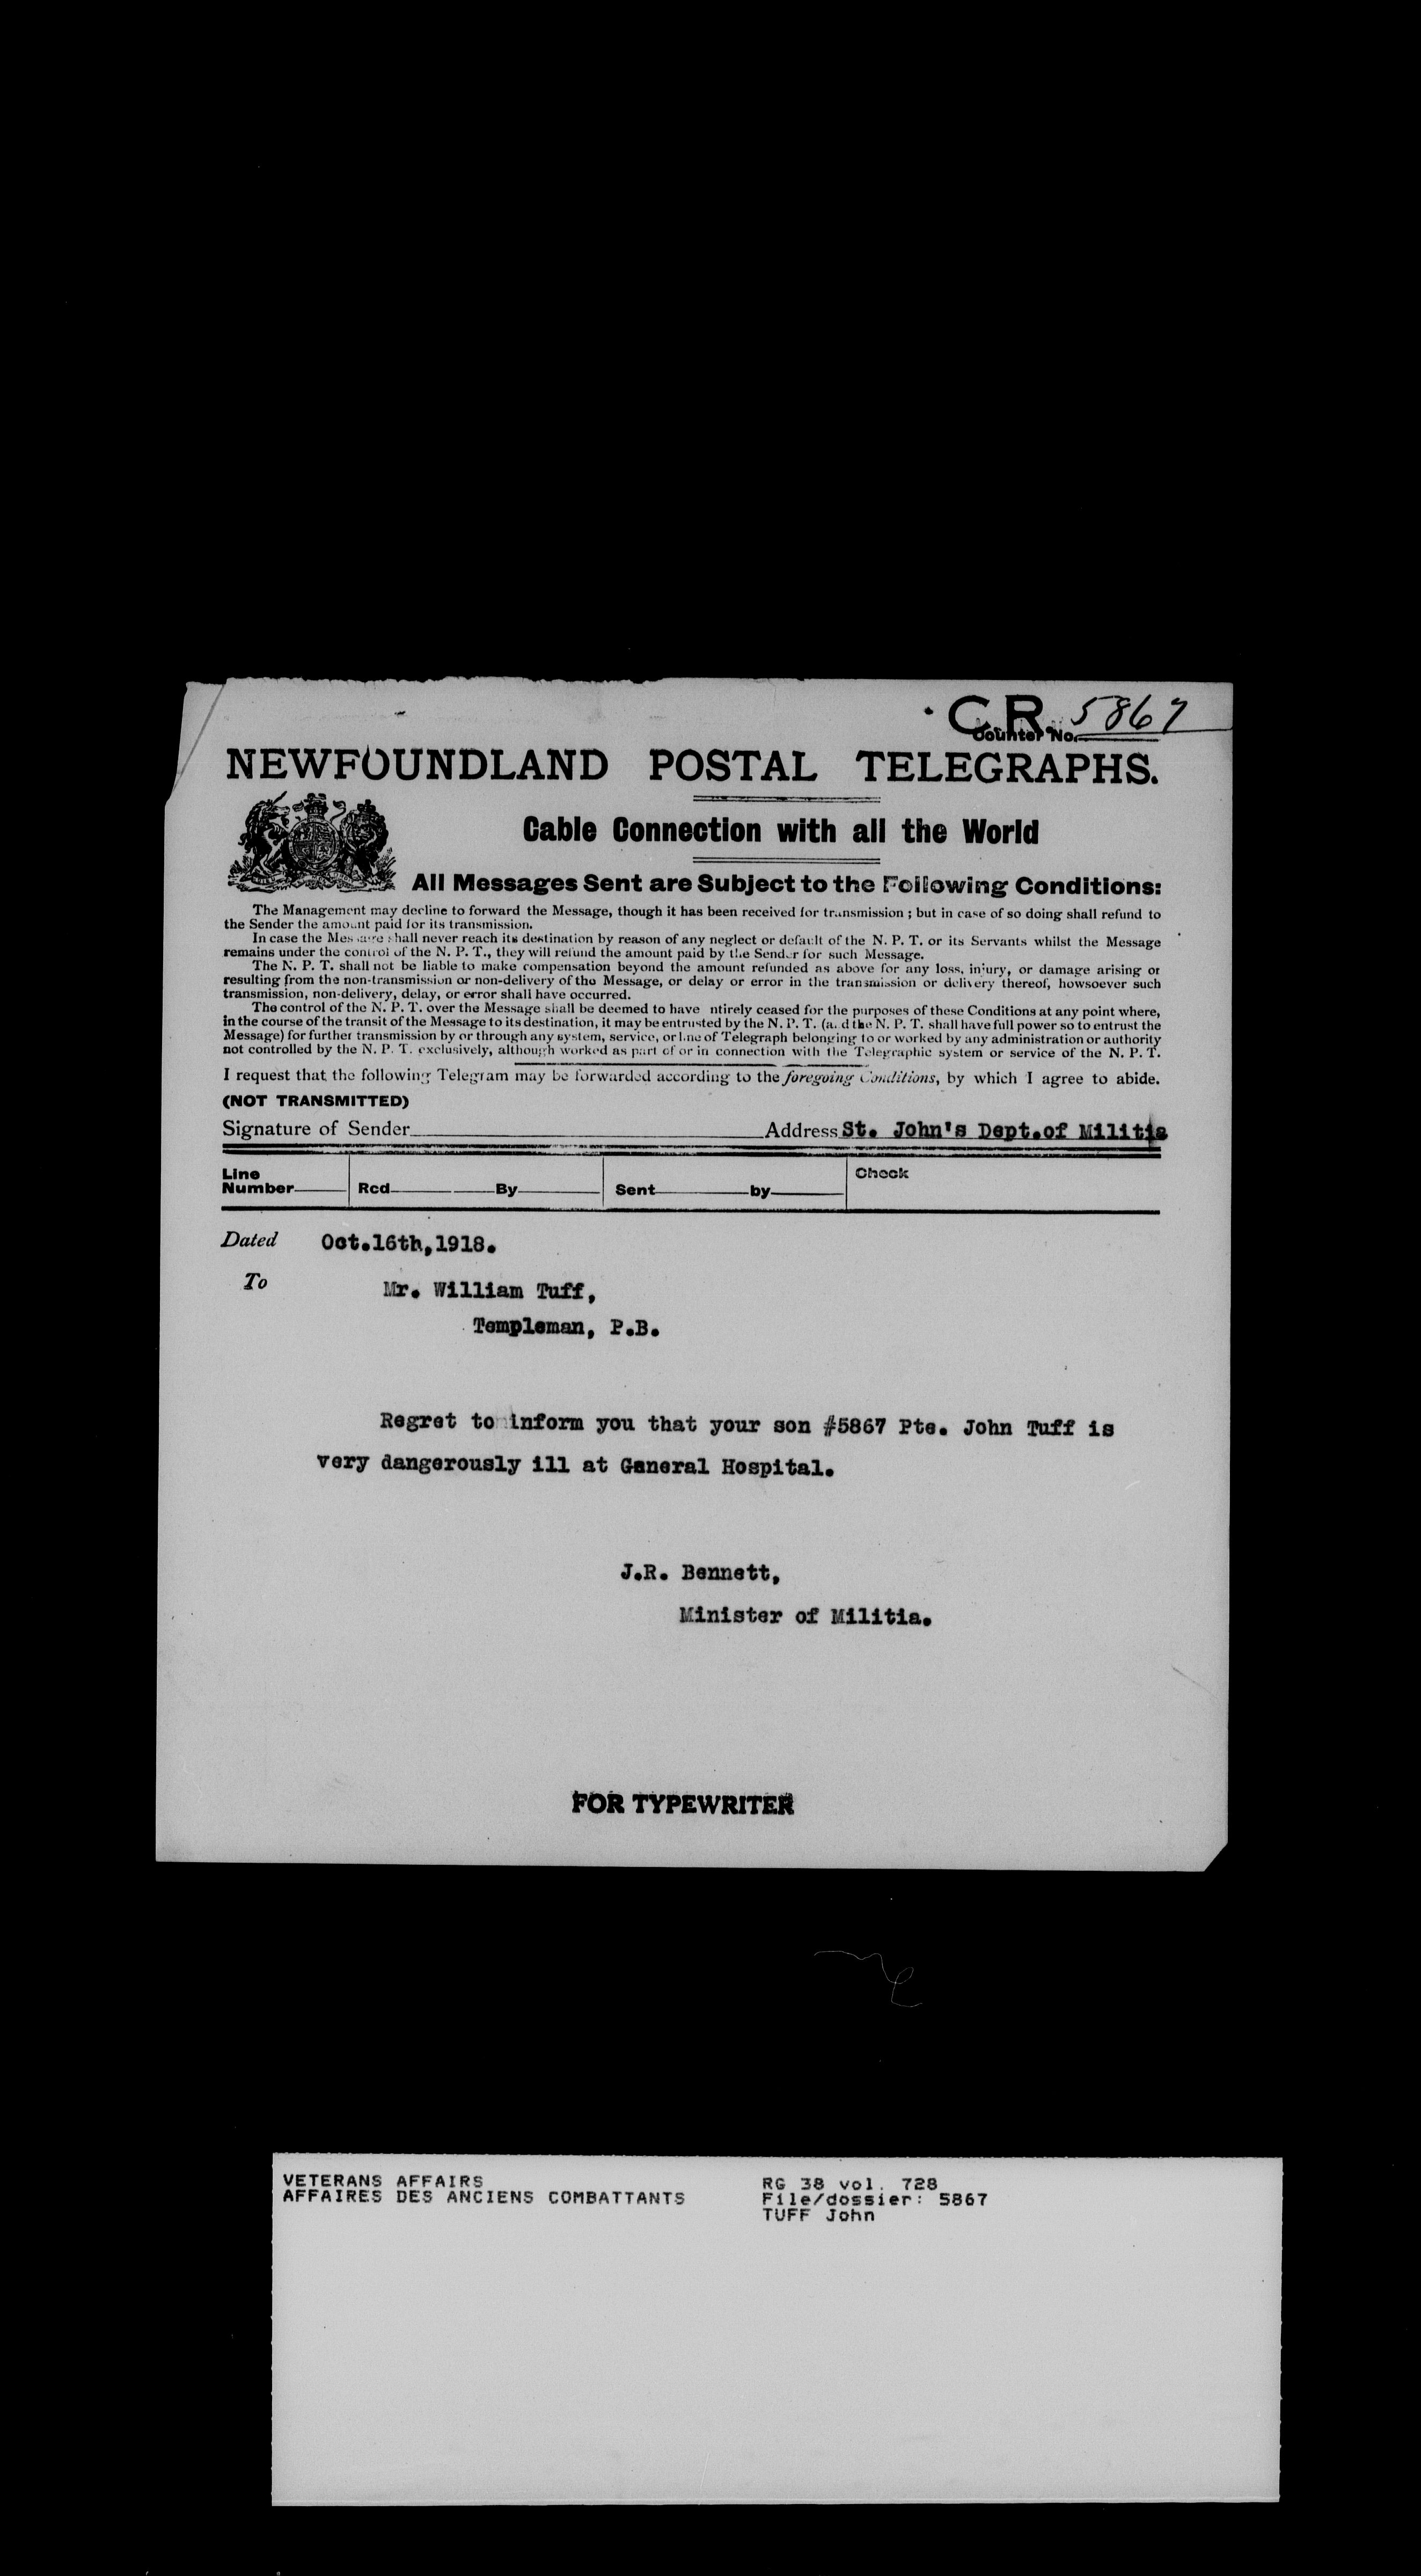 C.R. 5867
Counter No.
NEWFOUNDLAND POSTAL TELEGRAPHS.
Cable Connection with all the World
All Messages Sent are Subject to the Following Conditions:
The Management may decline to forward the Message, though it has been received for transmission ; but in case of so doing shall refund to
the Sender the amount paid for its transmission.
In case the Message shall never reach its destination by reason of any neglect or default of the N. P. T. or its Servants whilst the Message
remains under the control of the N. P. T., they will refund the amount paid by the Sender for such Message.
The N. P. T. shall not be liable to make compensation beyond the amount refunded as above for any loss, injury, or damage arising or
resulting from the non-transmission or non-delivery of the Message, or delay or error in the transmission or delivery thereof, howsoever such
transmission, non-delivery, delay, or error shall have occurred.
The control of the N. P. T. over the Message shall be deemed to have ntirely ceased for the purposes of these Conditions at any point where,
in the course of the transit of the Message to its destination, it may be entrusted by the N. P. T. (a. d the N. P. T. shall have full power so to entrust the
Message) for further transmission by or through any system, service, or line of Telegraph belonging to or worked by any administration or authority
not controlled by the N. P. T. exclusively, although worked as part of or in connection with the Telegraphic system or service of the N. P. T.
I request that the following Telegram may be forwarded according to the foregoing Conditions, by which I agree to abide.
(NOT TRANSMITTED)
Signature of Sender Address St. John's Dept.of Militia
Line Number Rcd By Sent by Check
Dated Oct.16th,1918.
To Mr. William Tuff,
Templeman, P.B.
Regret to inform you that your son #5867 Pte. John Tuff is
very dangerously ill at General Hospital.
J.R. Bennett,
Minister of Militia.
FOR TYPEWRITER
VETERANS AFFAIRS RG 38 vol. 728
AFFAIRES DES ANCIENS COMBATTANTS File/dossier: 5867
TUFF John